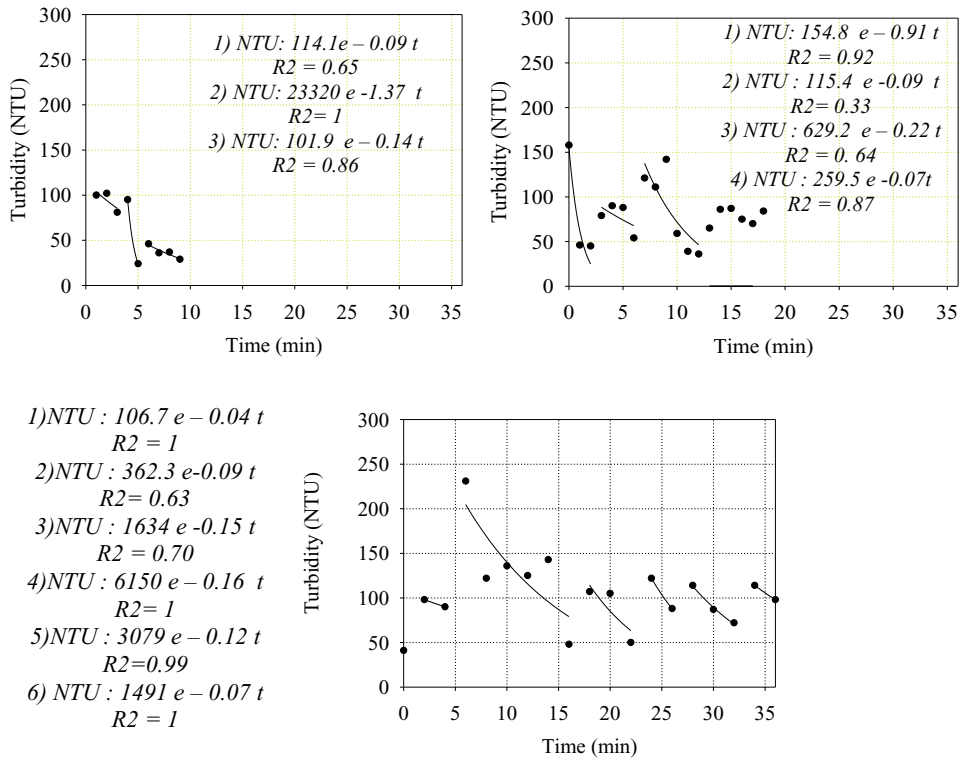 300
250
200
150
100
50
0
Turbidity (NTU)
1) NTU: 114.1e – 0.09 t
R2 = 0.65
2) NTU: 23320 e -1.37 t
R2= 1
3) NTU: 101.9 e – 0.14 t
R2 = 0.86
0 5 10 15 20 25 30 35
Time (min)
300
250
200
150
100
50
0
Turbidity (NTU)
1) NTU: 154.8 e – 0.91 t
R2 = 0.92
2) NTU : 115.4 e -0.09 t
R2= 0.33
3) NTU : 629.2 e – 0.22 t
R2 = 0. 64
4) NTU : 259.5 e -0.07t
R2 = 0.87
0 5 10 15 20 25 30 35
Time (min)
1)NTU : 106.7 e – 0.04 t
R2 = 1
2)NTU : 362.3 e-0.09 t
R2= 0.63
3)NTU : 1634 e -0.15 t
R2 = 0.70
4)NTU : 6150 e – 0.16 t
R2= 1
5)NTU : 3079 e – 0.12 t
R2=0.99
6) NTU : 1491 e – 0.07 t
R2 = 1
300
250
200
150
100
50
0
Turbidity (NTU)
0 5 10 15 20 25 30 35
Time (min)